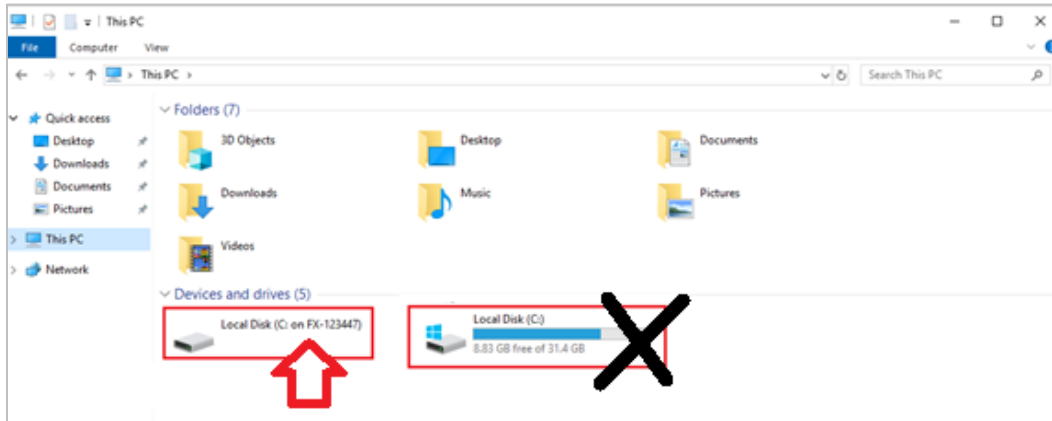 This PC
File Computer View
This PC
Search This PC
Quick access
Desktop
Downloads
Documents
Pictures
This PC
Network
Folders (7)
3D Objects
Desktop
Documents
Downloads
Music
Pictures
Videos
Devices and drives (5)
Local Disk (C: on FX-123447)
Local Disk (C:)
8.83 GB free of 31.4 GB